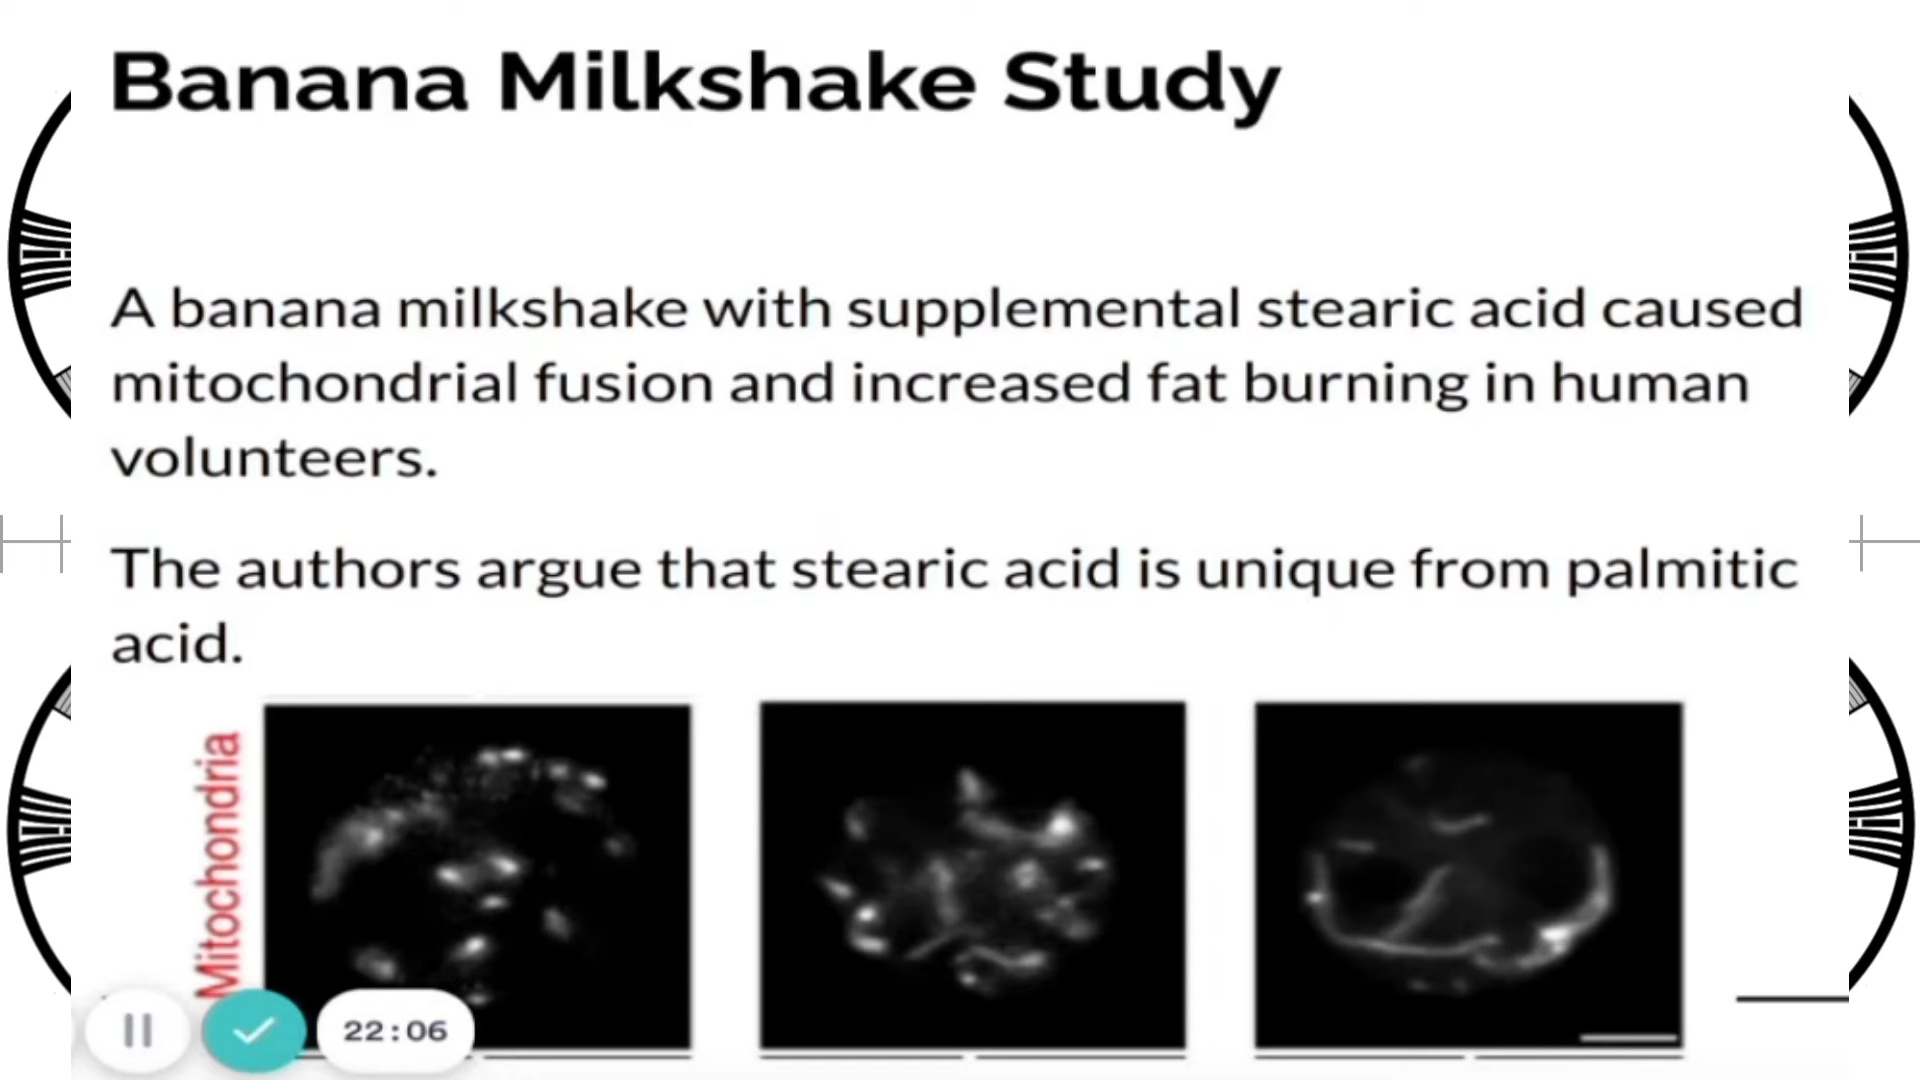 Banana Milkshake Study
A banana milkshake with supplemental stearic acid caused
mitochondrial fusion and increased fat burning in human
volunteers.
The authors argue that stearic acid is unique from palmitic
acid.
Mitochondria
22:06